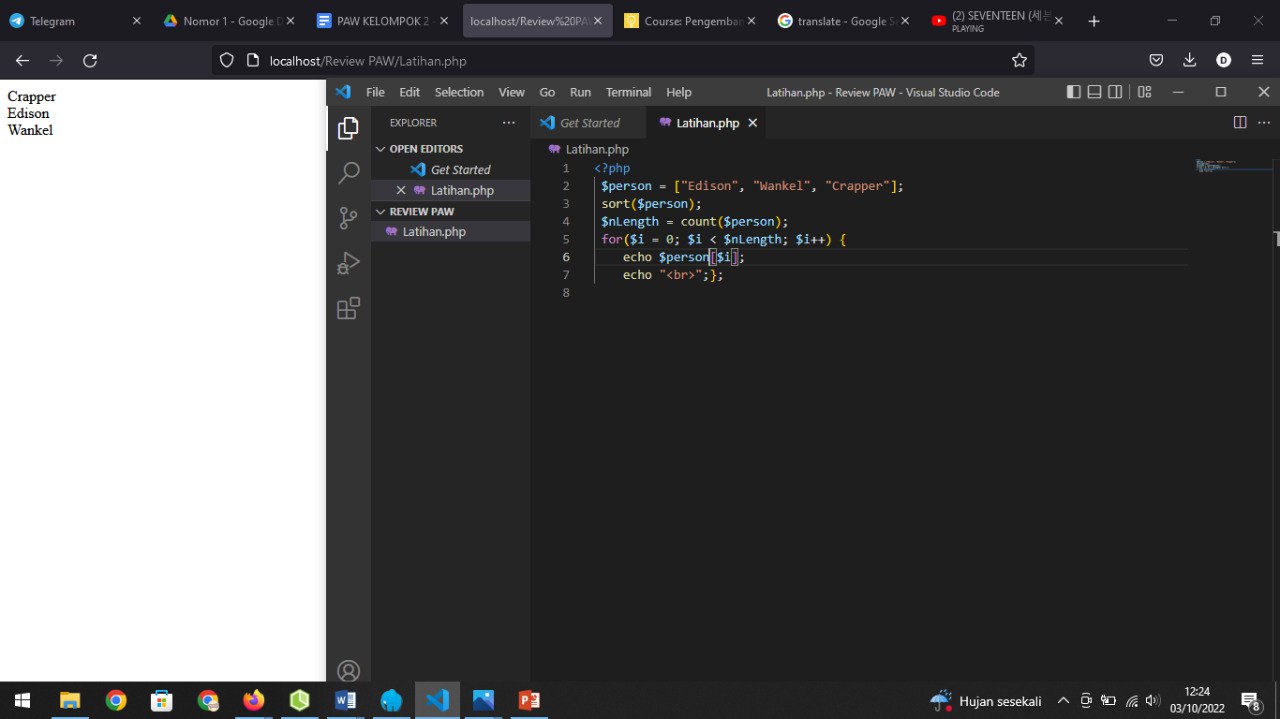 Telegram
Nomor 1 - Google D
PAW KELOMPOK 2 -
localhost/Review%20PA
Course: Pengemban
translate - Google S
(2) SEVENTEEN
PLAYING
localhost/Review PAW/Latihan.php
D
Crapper
Edison
Wankel
File Edit Selection View Go Run Terminal Help
Latihan.php - Review PAW - Visual Studio Code
EXPLORER
Get Started
Latihan.php
OPEN EDITORS
Get Started
Latihan.php
REVIEW PAW
Latihan.php
Latihan.php
1 <?php
2 $person = ["Edison", "Wankel", "Crapper"];
3 sort($person);
4 $nLength = count($person);
5 for($i = 0; $i < $nLength; $i++) {
6 echo $person[$i];
7 echo "<br>";};
8
Hujan sesekali
12:24
03/10/2022
8